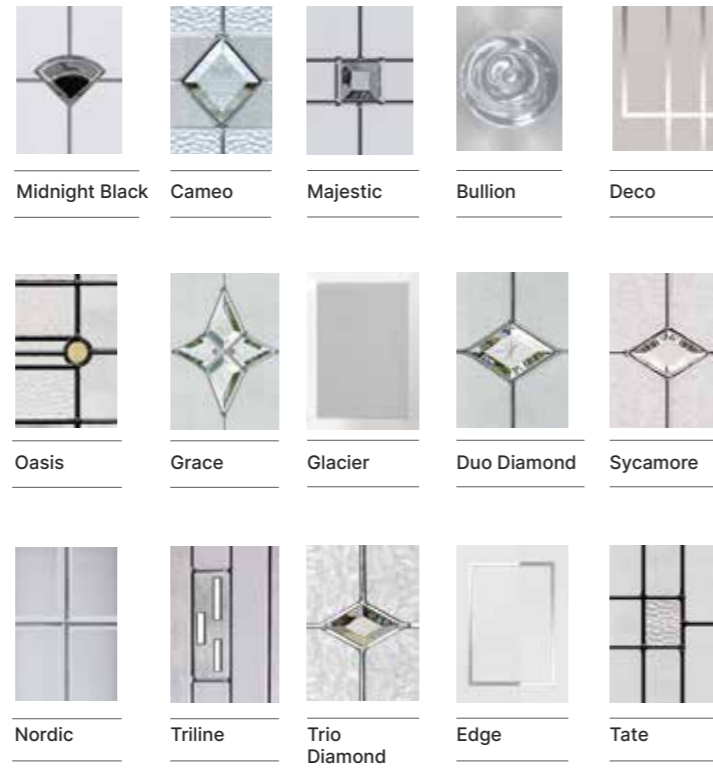 Midnight Black
Cameo
Majestic
Bullion
Deco
Oasis
Grace
Glacier
Duo Diamond
Sycamore
Nordic
Triline
Trio
Diamond
Edge
Tate